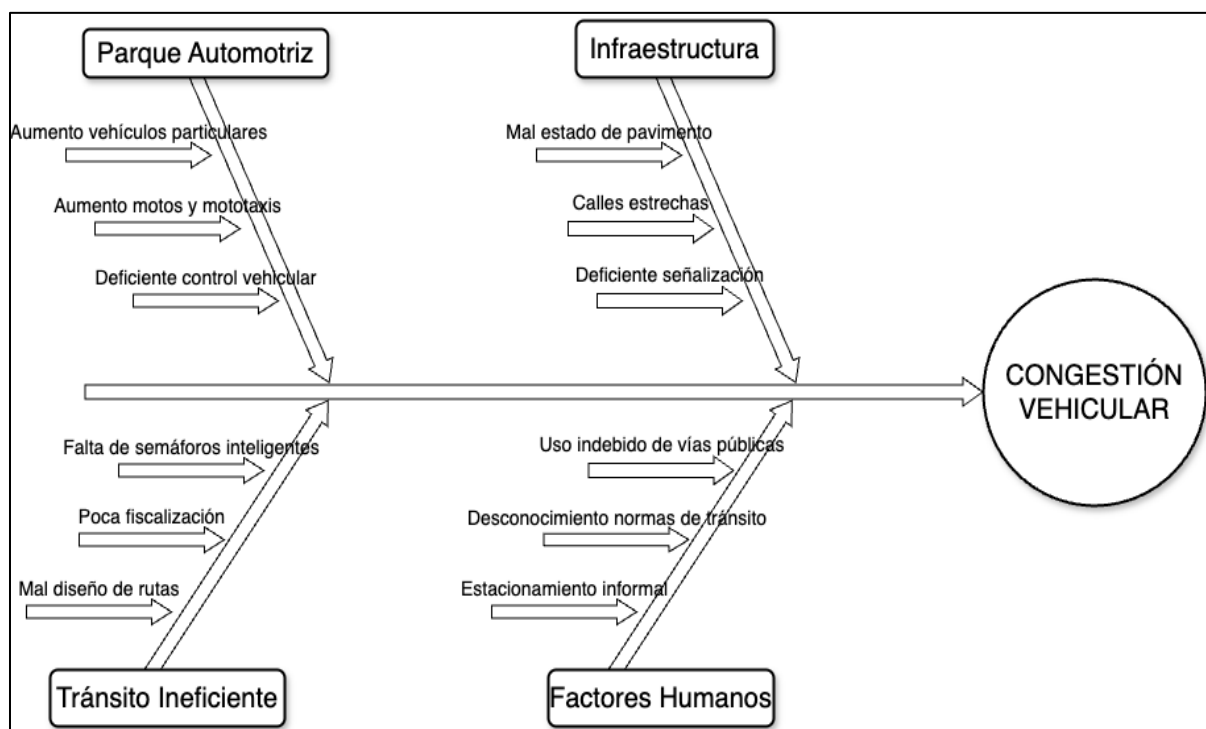 Parque Automotriz
Aumento vehículos particulares
Aumento motos y mototaxis
Deficiente control vehicular
Infraestructura
Mal estado de pavimento
Calles estrechas
Deficiente señalización
CONGESTIÓN
VEHICULAR
Falta de semáforos inteligentes
Poca fiscalización
Mal diseño de rutas
Tránsito Ineficiente
Uso indebido de vías públicas
Desconocimiento normas de tránsito
Estacionamiento informal
Factores Humanos